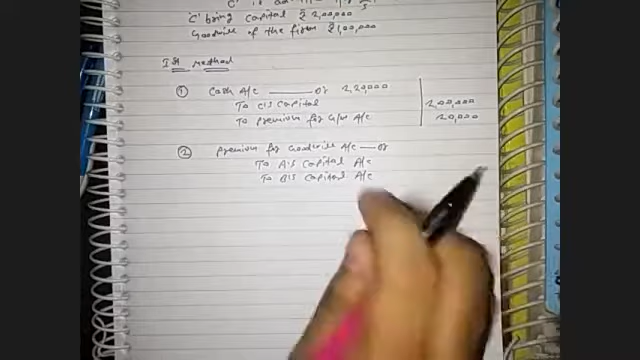 C' is
C' bring capital ₹ 2,00,000
Goodwill of the firm ₹1,00,000
Ist method
① Cash A/c ——— Dr 2,20,000
To C's Capital 2,00,000
To premium for G/w A/c 20,000
② premium for Goodwill A/c — Dr
To A's Capital A/c
To B's Capital A/c